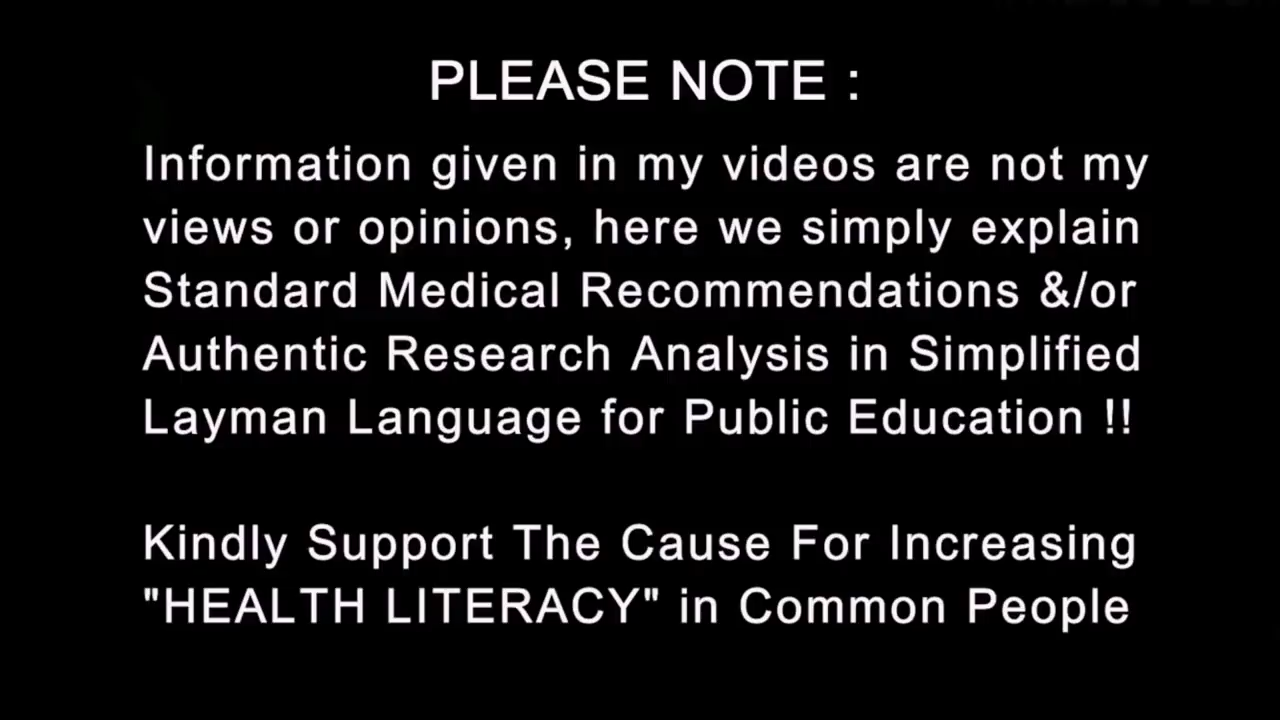 PLEASE NOTE :
Information given in my videos are not my
views or opinions, here we simply explain
Standard Medical Recommendations &/or
Authentic Research Analysis in Simplified
Layman Language for Public Education !!
Kindly Support The Cause For Increasing
"HEALTH LITERACY" in Common People